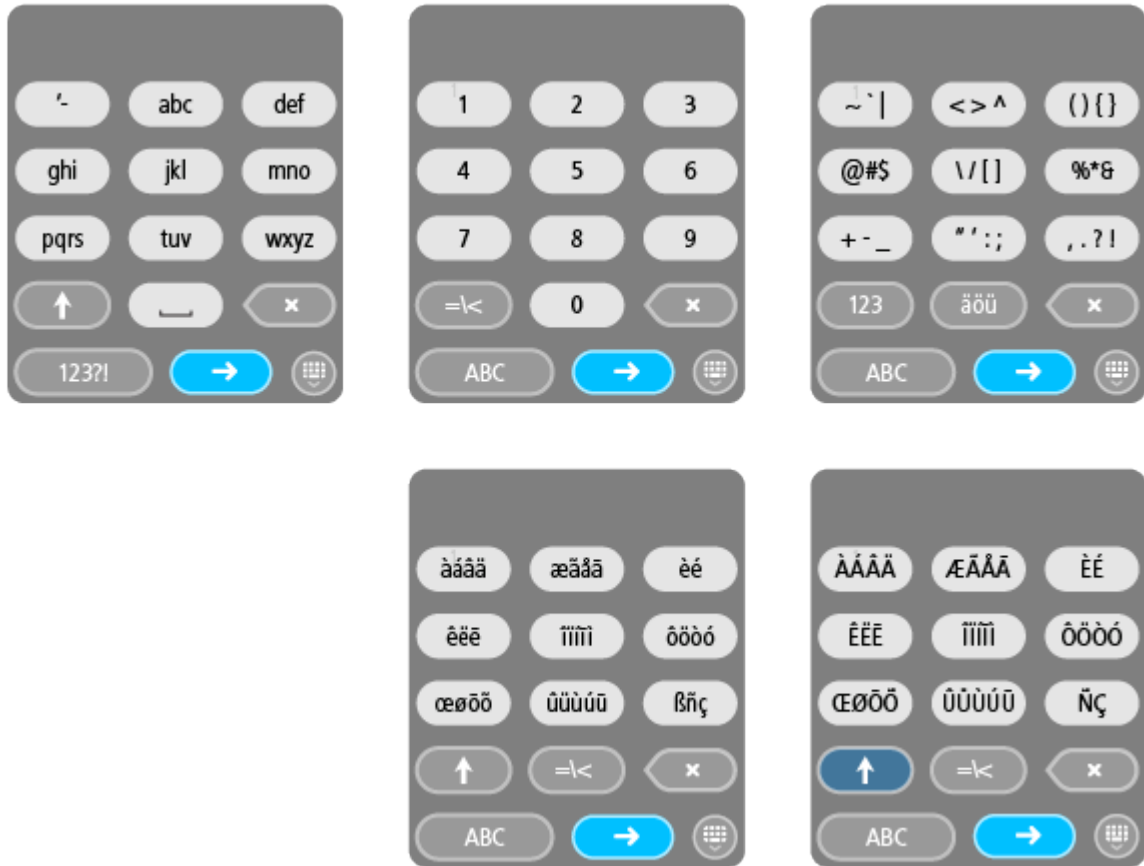 '- abc def
ghi jkl mno
pqrs tuv wxyz
123?!
1 2 3
4 5 6
7 8 9
=\< 0
ABC
~ ` | < > ^ ( ) { }
@#$ \ / [ ] %*&
+ - _ " ' : ; , . ? !
123 äöü
ABC
àáâä æãåā èé
êëē îïíī ôöòó
œøōõ ûüùúū ßñç
=\<
ABC
ÀÁÂÄ ÆÃÅĀ ÈÉ
ÊËĒ ÔÖÒÓ
ŒØŌÕ ÛÜÙÚŪ ÑÇ
=\<
ABC